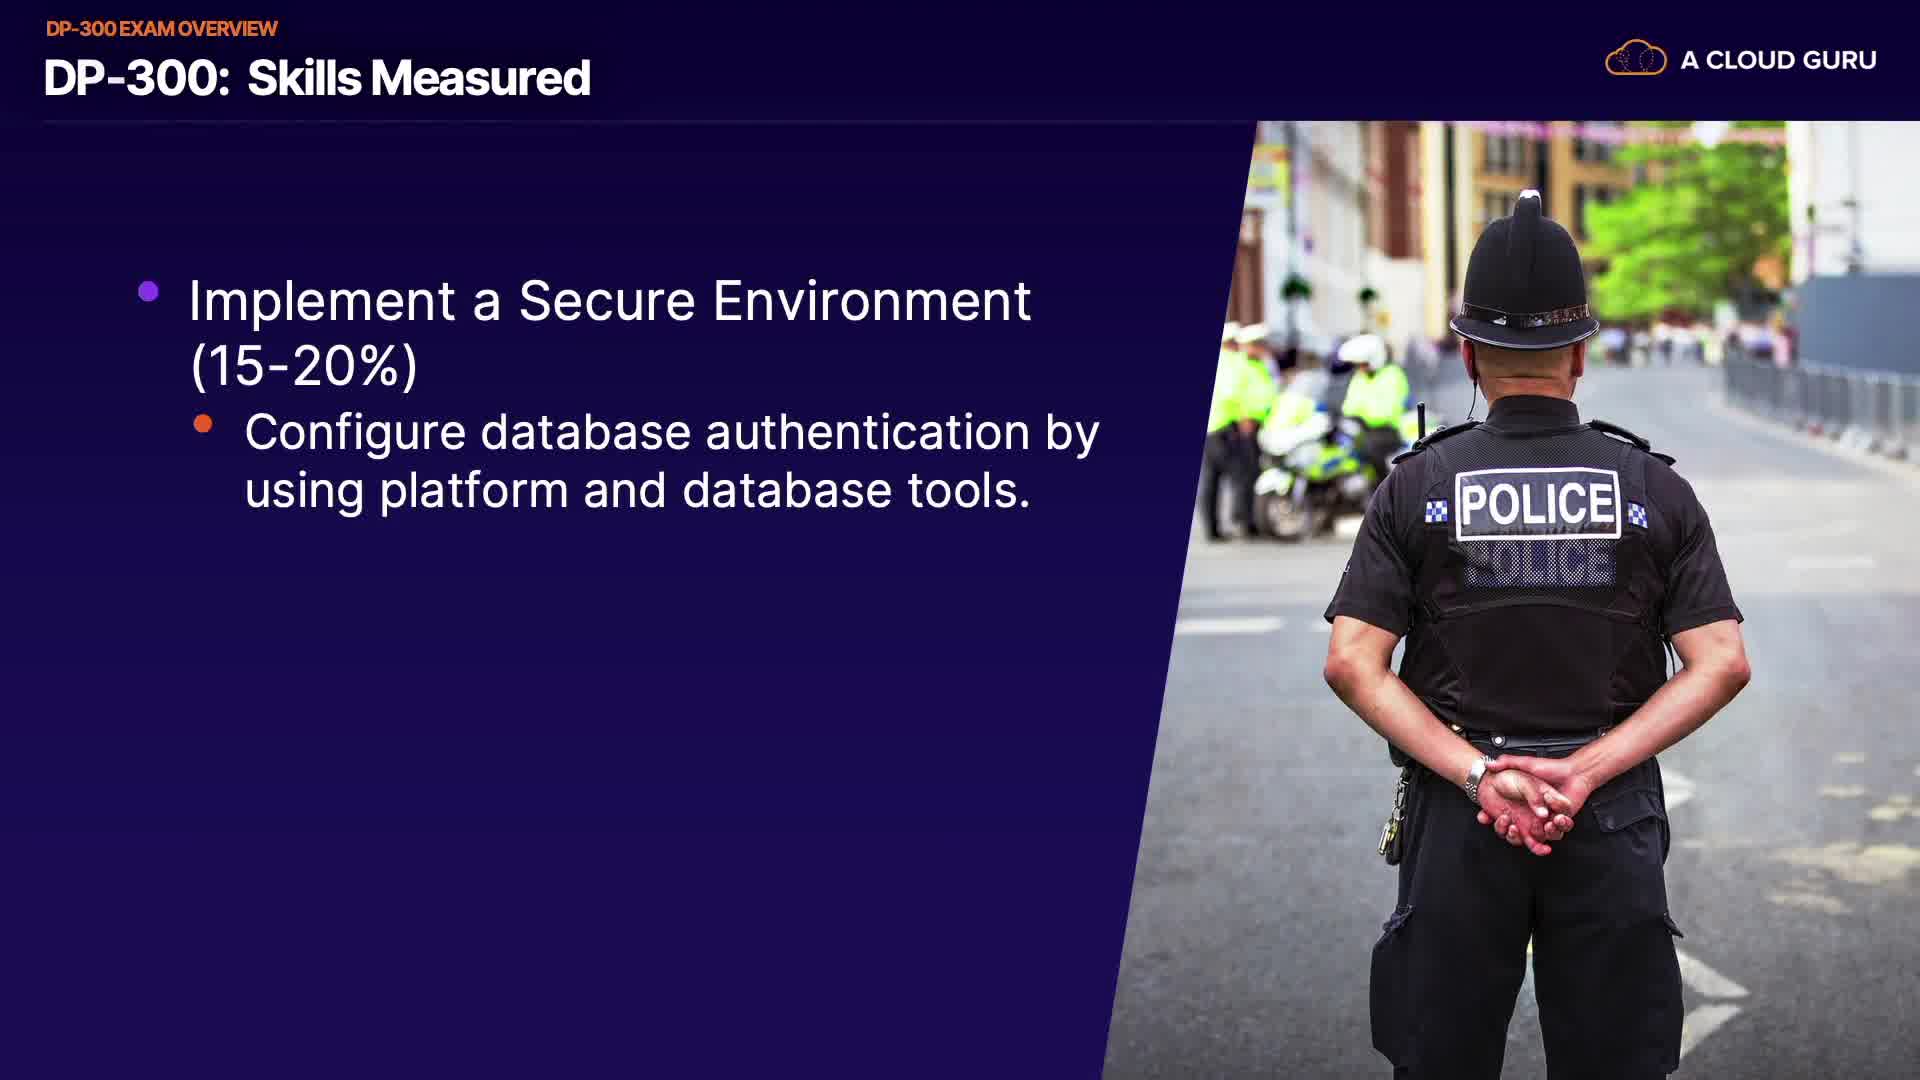 DP-300 EXAM OVERVIEW
DP-300: Skills Measured
A CLOUD GURU
Implement a Secure Environment
(15-20%)
Configure database authentication by
using platform and database tools.
POLICE
POLICE